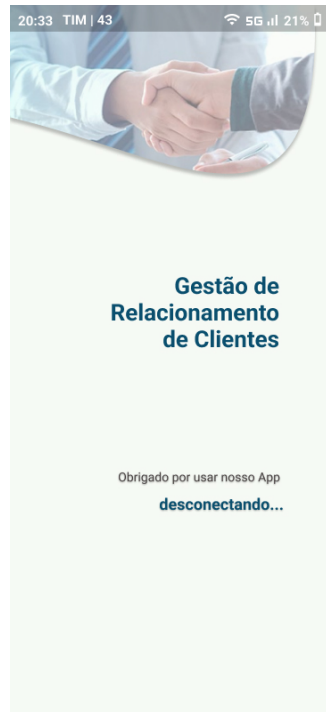 20:33 TIM | 43 5G 21%
Gestão de
Relacionamento
de Clientes
Obrigado por usar nosso App
desconectando...